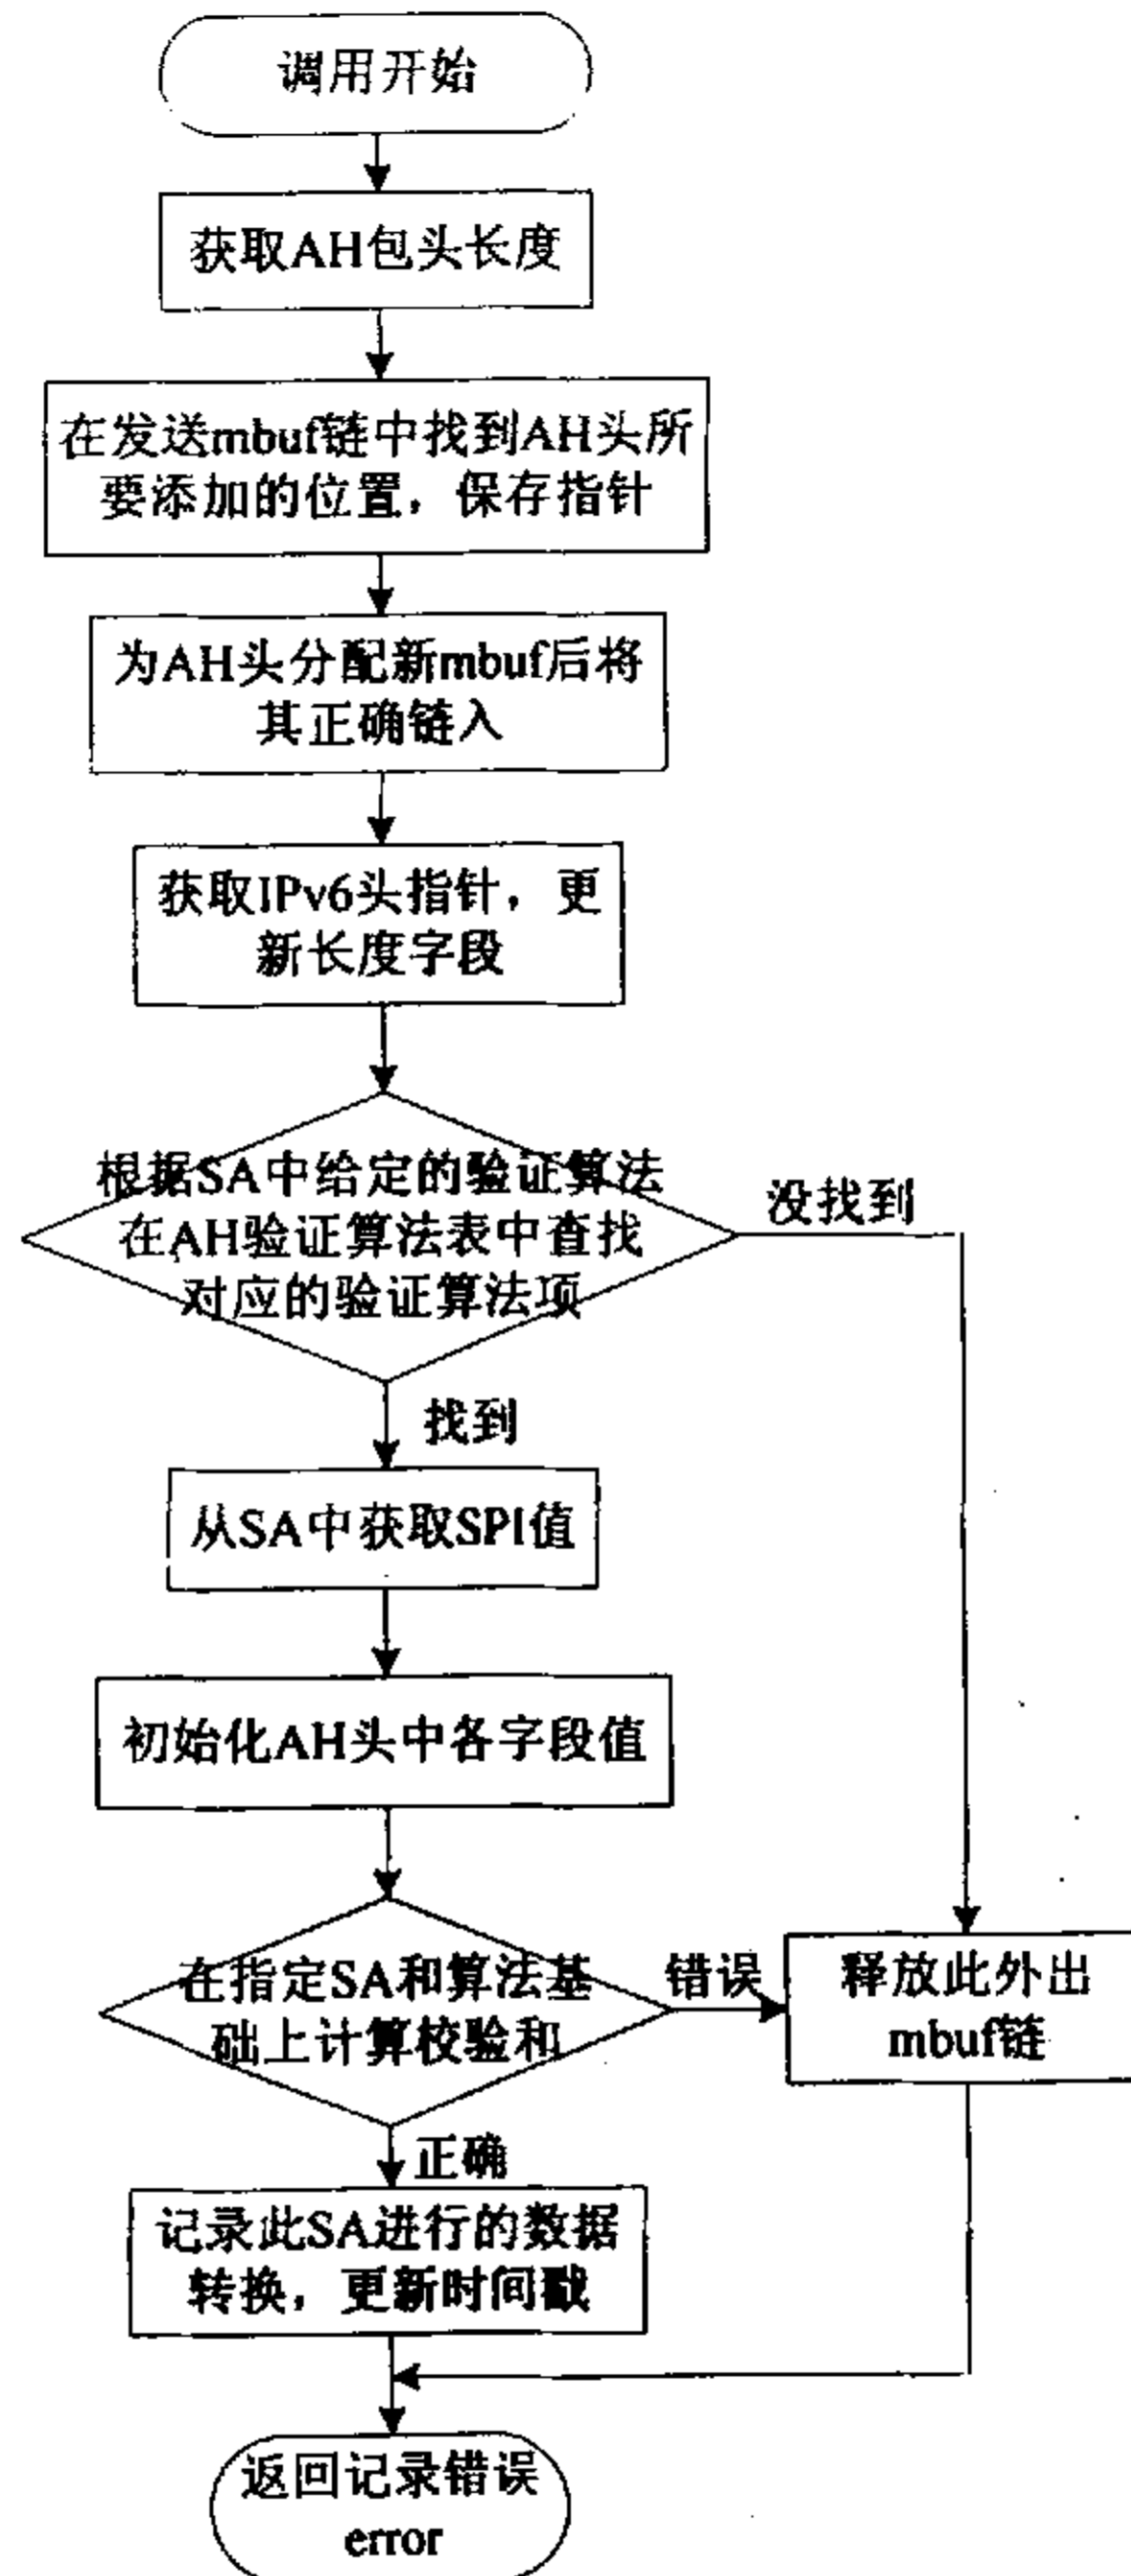 调用开始
获取AH包头长度
在发送mbuf链中找到AH头所
要添加的位置，保存指针
为AH头分配新mbuf后将
其正确链入
获取IPv6头指针，更
新长度字段
根据SA中给定的验证算法
在AH验证算法表中查找
对应的验证算法项
没找到
找到
从SA中获取SPI值
初始化AH头中各字段值
在指定SA和算法基
础上计算校验和
错误
释放此外出
mbuf链
正确
记录此SA进行的数据
转换，更新时间戳
返回记录错误
error